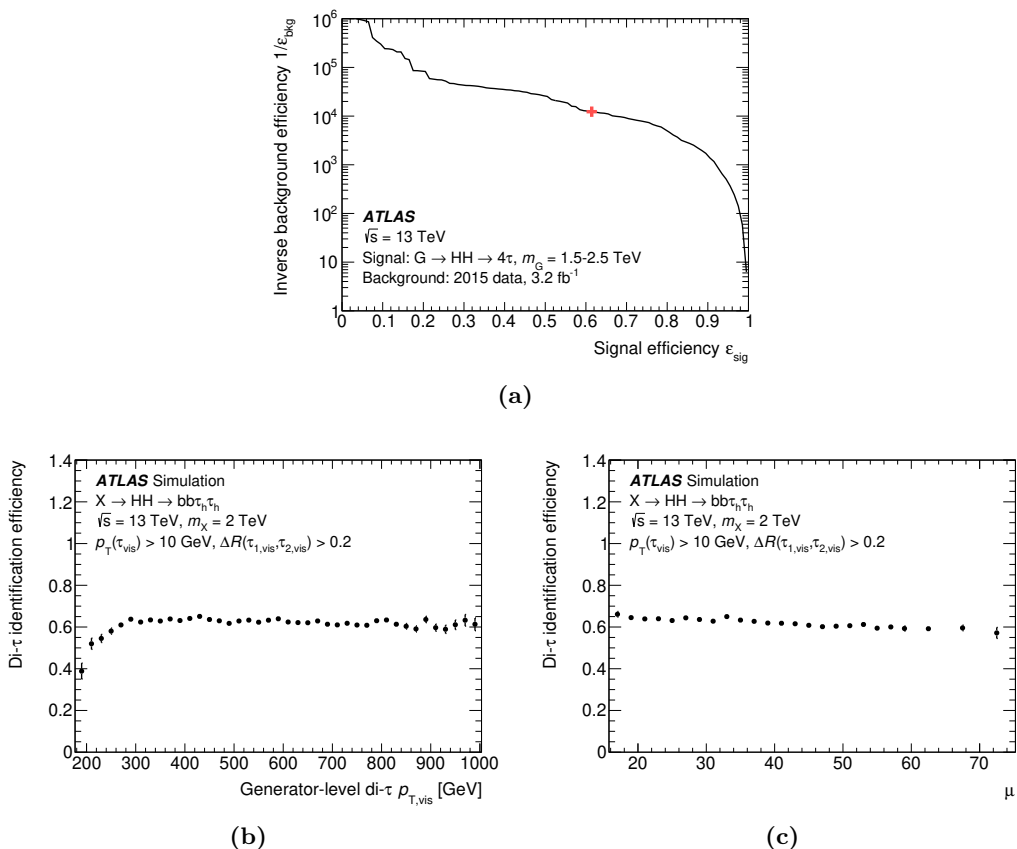 Inverse background efficiency 1/ε_bkg
10^6
10^5
10^4
10^3
10^2
10
1
ATLAS
√s = 13 TeV
Signal: G → HH → 4τ, m_G = 1.5-2.5 TeV
Background: 2015 data, 3.2 fb^-1
0 0.1 0.2 0.3 0.4 0.5 0.6 0.7 0.8 0.9 1
Signal efficiency ε_sig
(a)
Di-τ identification efficiency
1.4
1.2
1
0.8
0.6
0.4
0.2
0
ATLAS Simulation
X → HH → bbτ_hτ_h
√s = 13 TeV, m_X = 2 TeV
p_T(τ_vis) > 10 GeV, ΔR(τ_1,vis,τ_2,vis) > 0.2
200 300 400 500 600 700 800 900 1000
Generator-level di-τ p_T,vis [GeV]
(b)
Di-τ identification efficiency
1.4
1.2
1
0.8
0.6
0.4
0.2
0
ATLAS Simulation
X → HH → bbτ_hτ_h
√s = 13 TeV, m_X = 2 TeV
p_T(τ_vis) > 10 GeV, ΔR(τ_1,vis,τ_2,vis) > 0.2
20 30 40 50 60 70
μ
(c)